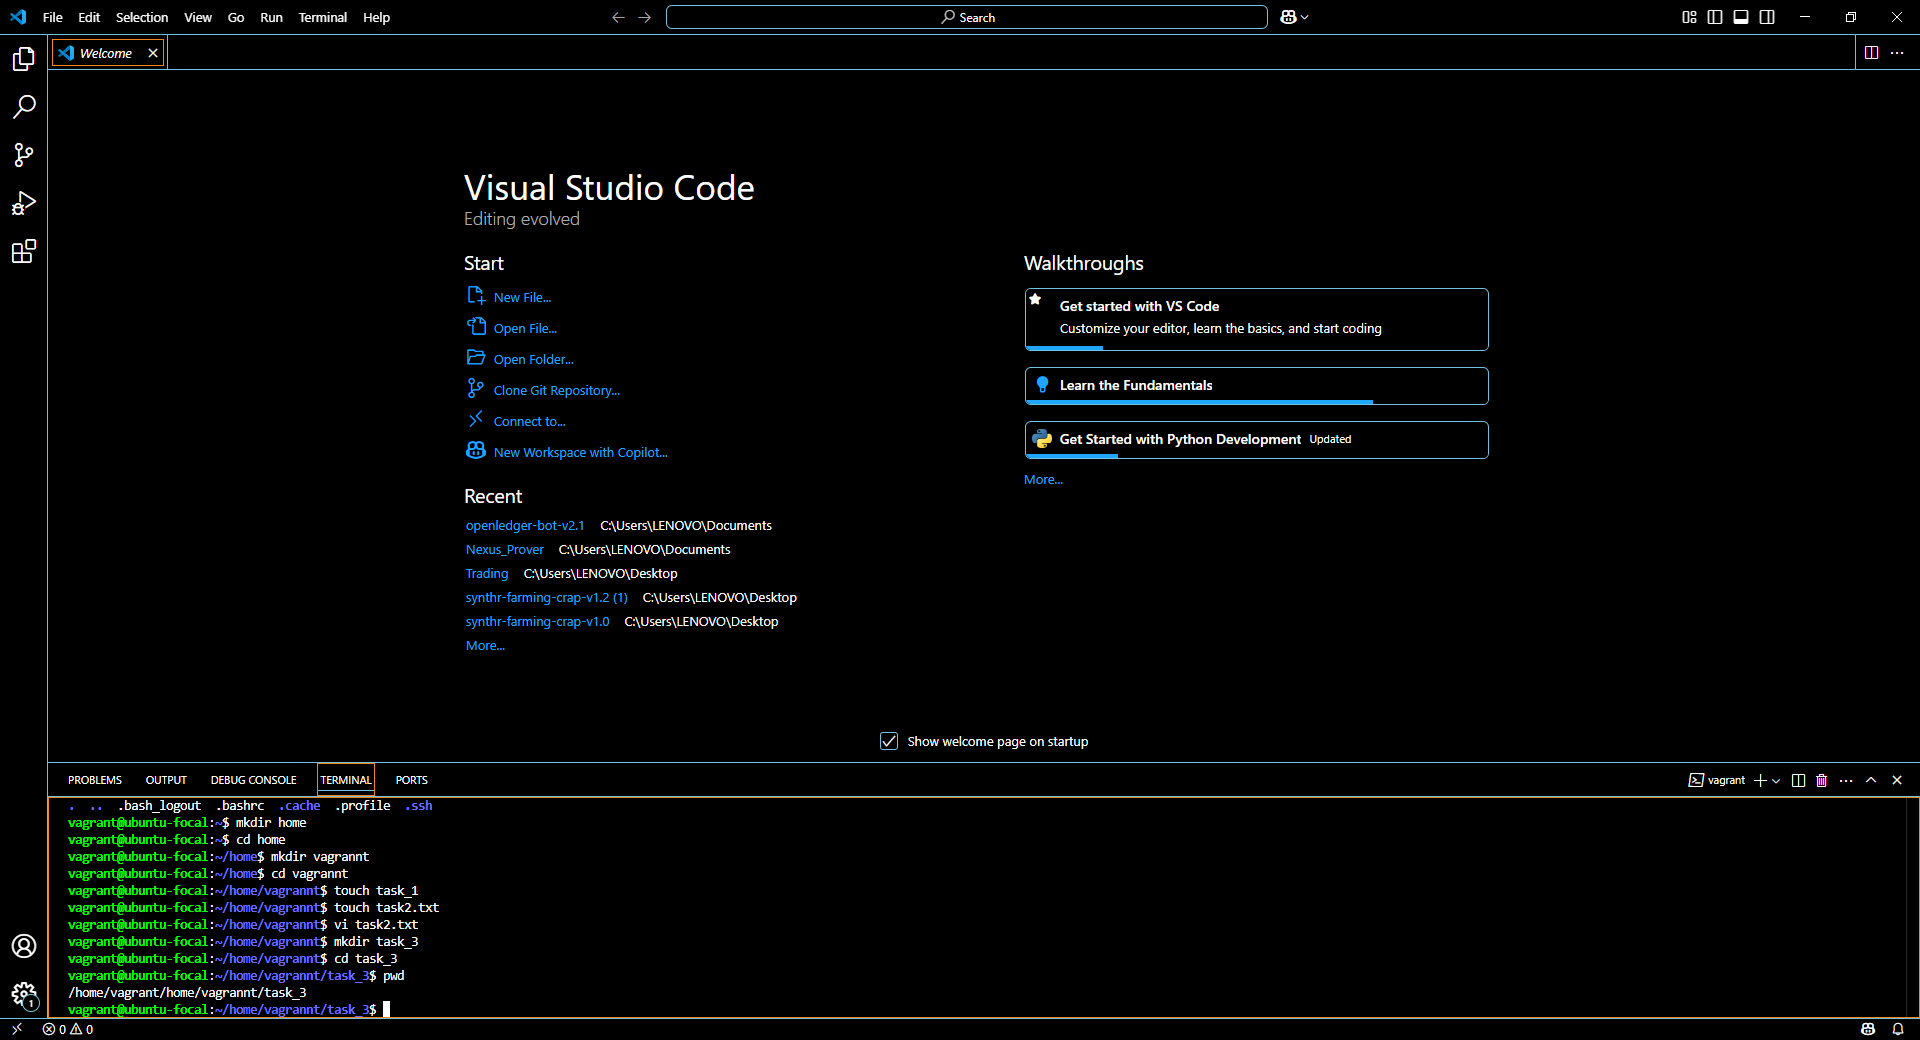 File Edit Selection View Go Run Terminal Help
Search
Welcome
Visual Studio Code
Editing evolved
Start
New File...
Open File...
Open Folder...
Clone Git Repository...
Connect to...
New Workspace with Copilot...
Recent
openledger-bot-v2.1 C:\Users\LENOVO\Documents
Nexus_Prover C:\Users\LENOVO\Documents
Trading C:\Users\LENOVO\Desktop
synthr-farming-crap-v1.2 (1) C:\Users\LENOVO\Desktop
synthr-farming-crap-v1.0 C:\Users\LENOVO\Desktop
More...
Walkthroughs
Get started with VS Code
Customize your editor, learn the basics, and start coding
Learn the Fundamentals
Get Started with Python Development Updated
More...
Show welcome page on startup
PROBLEMS OUTPUT DEBUG CONSOLE TERMINAL PORTS
vagrant
. .. .bash_logout .bashrc .cache .profile .ssh
vagrant@ubuntu-focal:~$ mkdir home
vagrant@ubuntu-focal:~$ cd home
vagrant@ubuntu-focal:~/home$ mkdir vagrannt
vagrant@ubuntu-focal:~/home$ cd vagrannt
vagrant@ubuntu-focal:~/home/vagrannt$ touch task_1
vagrant@ubuntu-focal:~/home/vagrannt$ touch task2.txt
vagrant@ubuntu-focal:~/home/vagrannt$ vi task2.txt
vagrant@ubuntu-focal:~/home/vagrannt$ mkdir task_3
vagrant@ubuntu-focal:~/home/vagrannt$ cd task_3
vagrant@ubuntu-focal:~/home/vagrannt/task_3$ pwd
/home/vagrant/home/vagrannt/task_3
vagrant@ubuntu-focal:~/home/vagrannt/task_3$
1
0 0